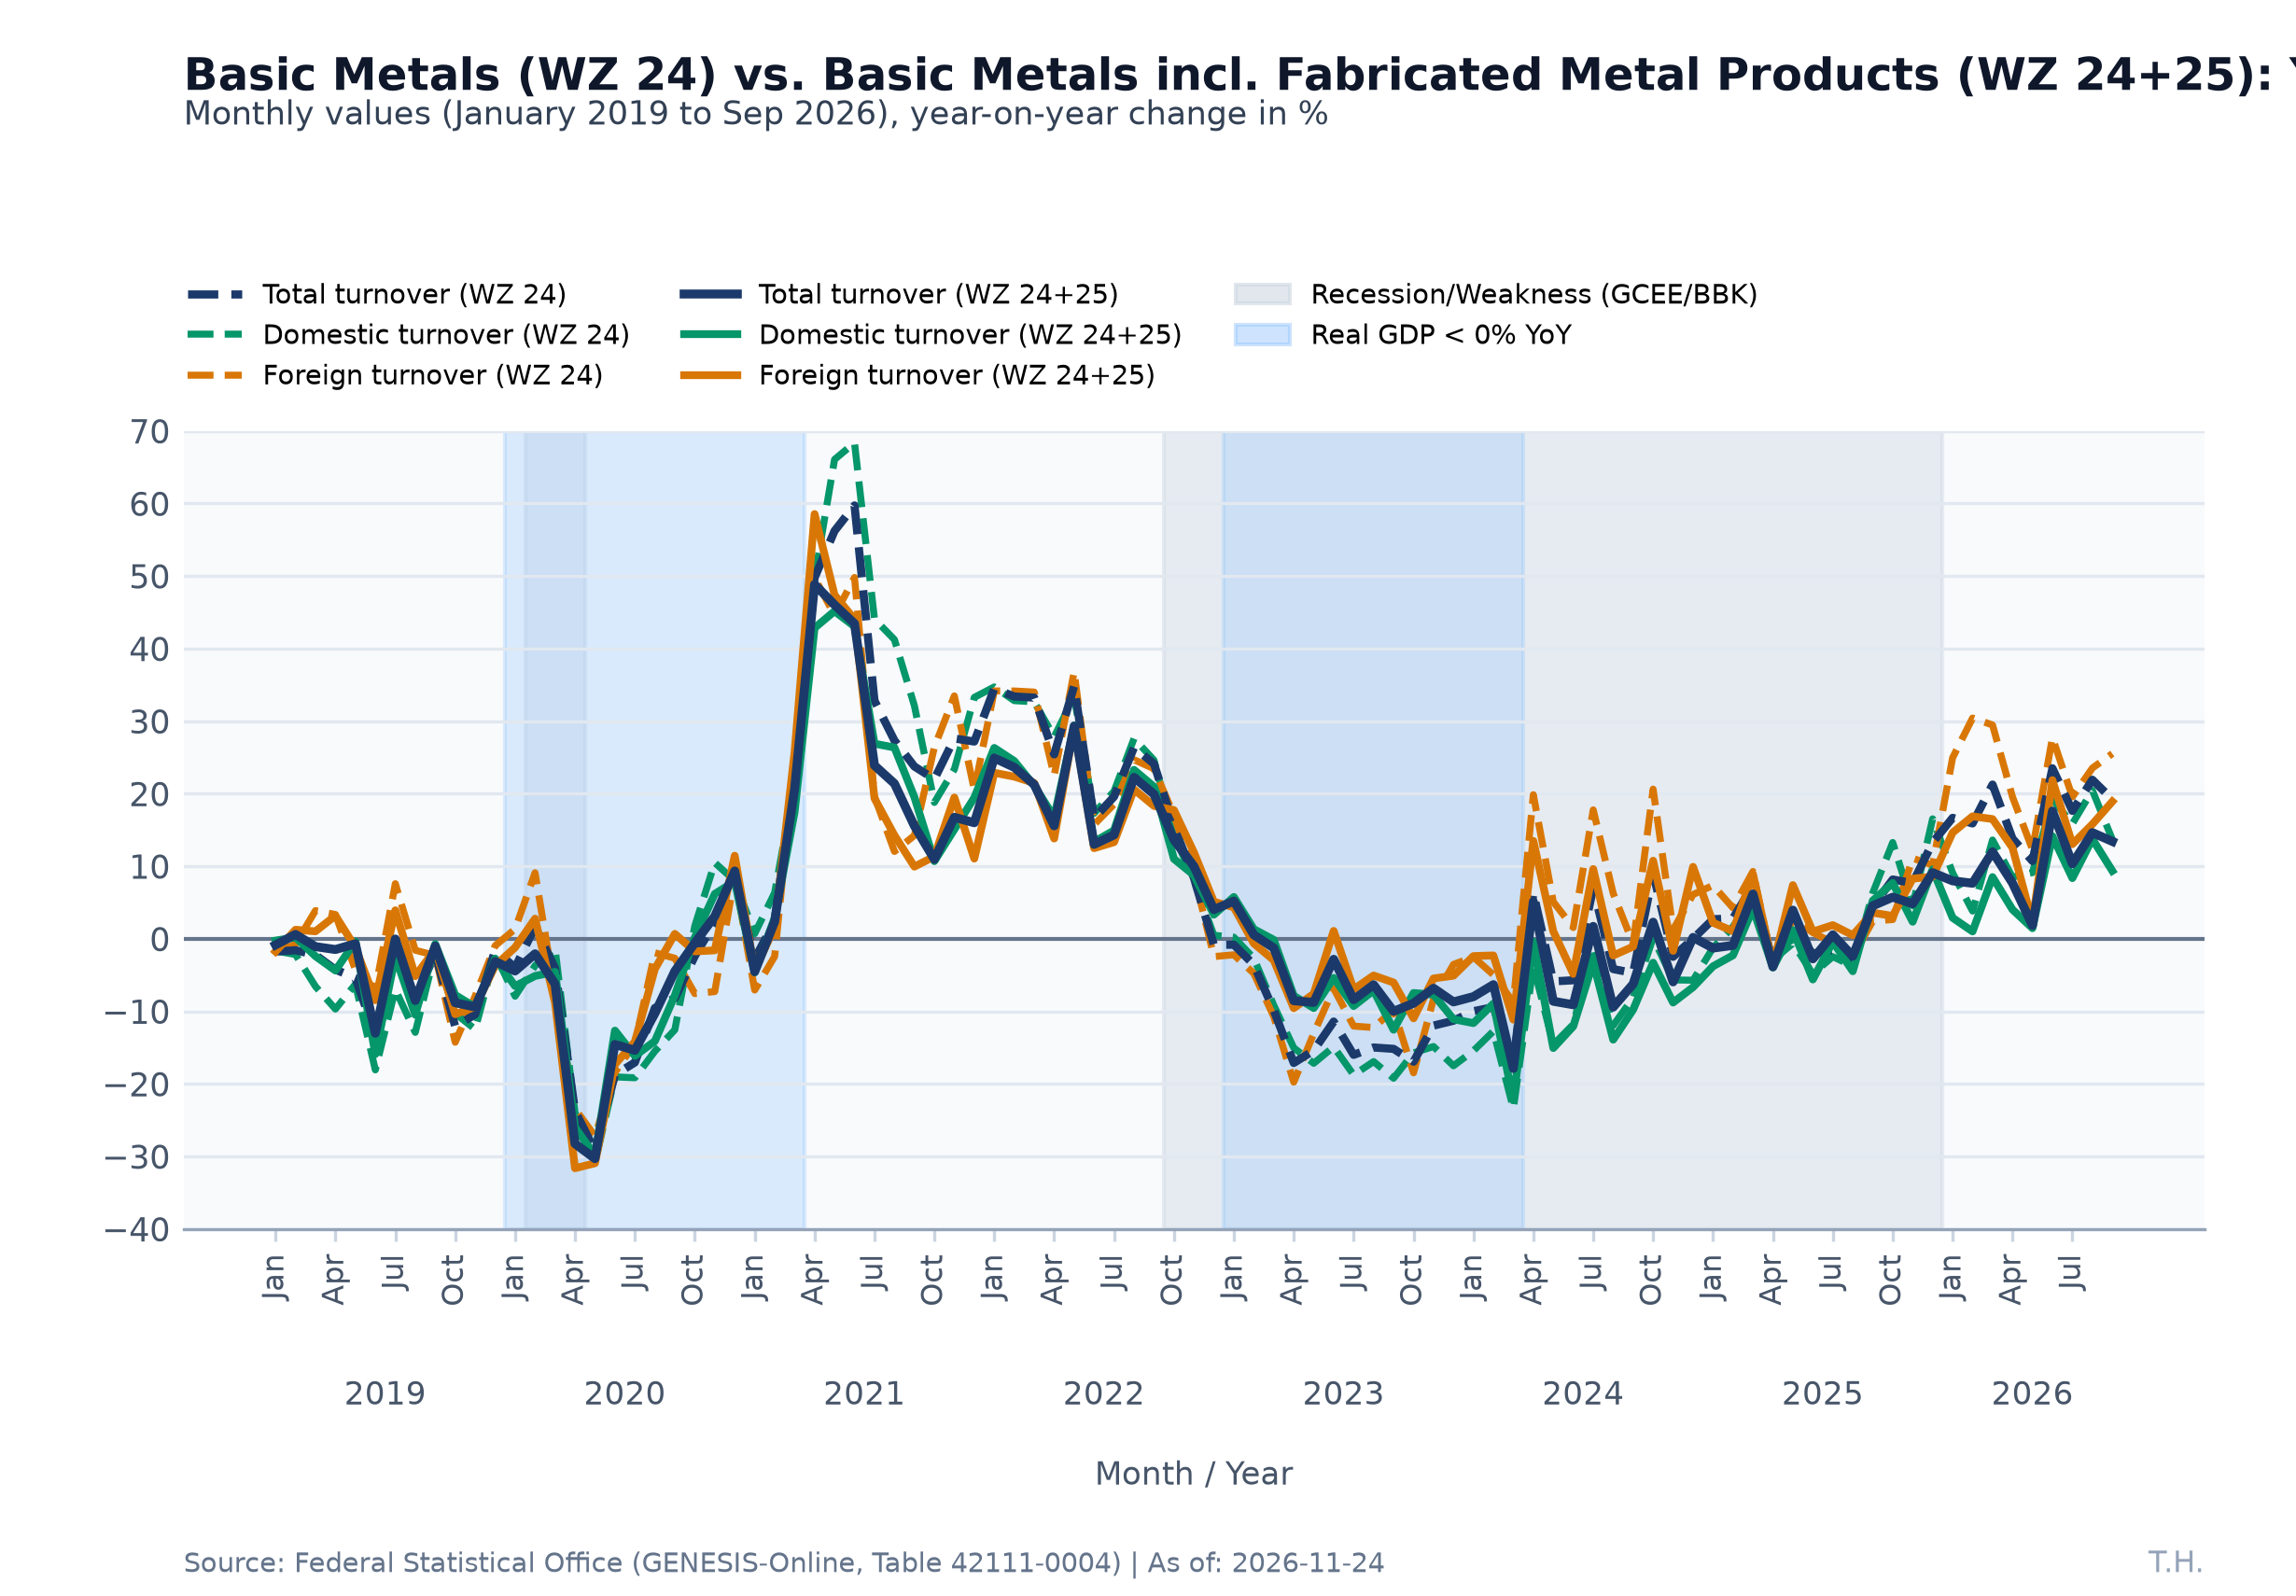 Basic Metals (WZ 24) vs. Basic Metals incl. Fabricated Metal Products (WZ 24+25):
Monthly values (January 2019 to Sep 2026), year-on-year change in %
Total turnover (WZ 24)
Domestic turnover (WZ 24)
Foreign turnover (WZ 24)
Total turnover (WZ 24+25)
Domestic turnover (WZ 24+25)
Foreign turnover (WZ 24+25)
Recession/Weakness (GCEE/BBK)
Real GDP < 0% YoY
70
60
50
40
30
20
10
0
−10
−20
−30
−40
Jan Apr Jul Oct Jan Apr Jul Oct Jan Apr Jul Oct Jan Apr Jul Oct Jan Apr Jul Oct Jan Apr Jul Oct Jan Apr Jul Oct Jan Apr Jul
2019 2020 2021 2022 2023 2024 2025 2026
Month / Year
Source: Federal Statistical Office (GENESIS-Online, Table 42111-0004) | As of: 2026-11-24
T.H.